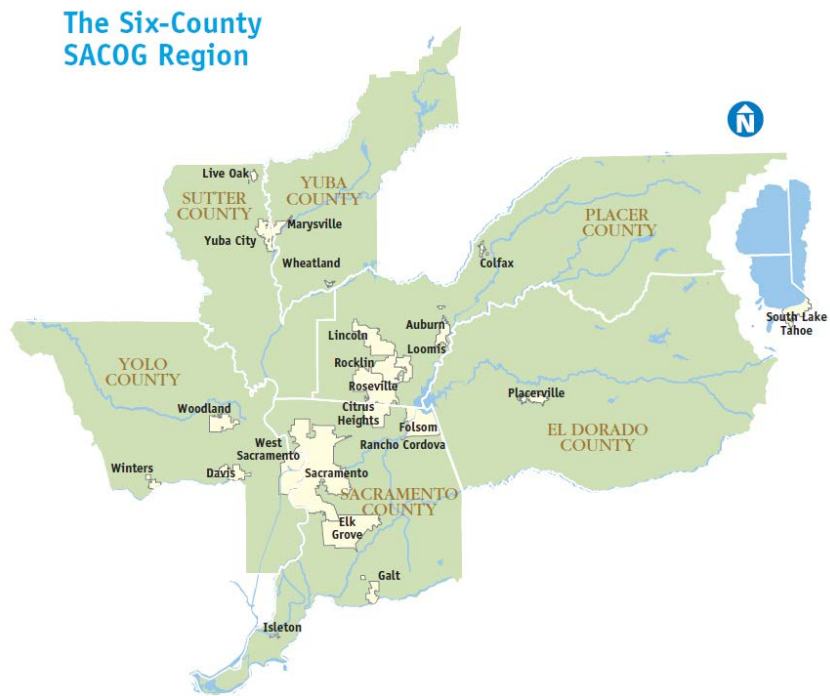 The Six-County
SACOG Region
N
Live Oak
SUTTER
COUNTY
YUBA
COUNTY
Marysville
Yuba City
Wheatland
PLACER
COUNTY
Colfax
South Lake
Tahoe
Auburn
Lincoln
Loomis
Rocklin
Roseville
YOLO
COUNTY
Placerville
Woodland
Citrus
Heights
Folsom
Rancho Cordova
EL DORADO
COUNTY
West
Sacramento
Winters
Davis
Sacramento
SACRAMENTO
COUNTY
Elk
Grove
Galt
Isleton